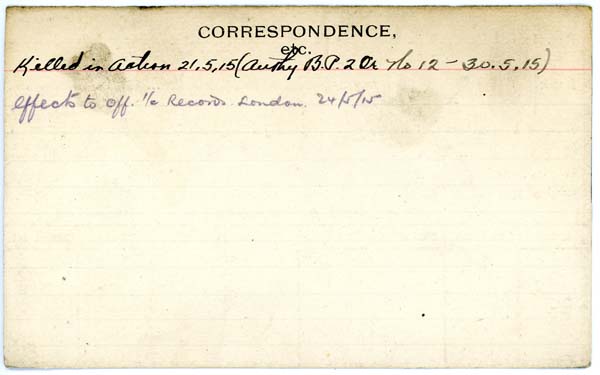 CORRESPONDENCE,
etc.
Killed in Action 21.5.15 (Authy B.P. 2 Or No 12 - 30.5.15)
effects to Off. i/c Records London. 24/5/15